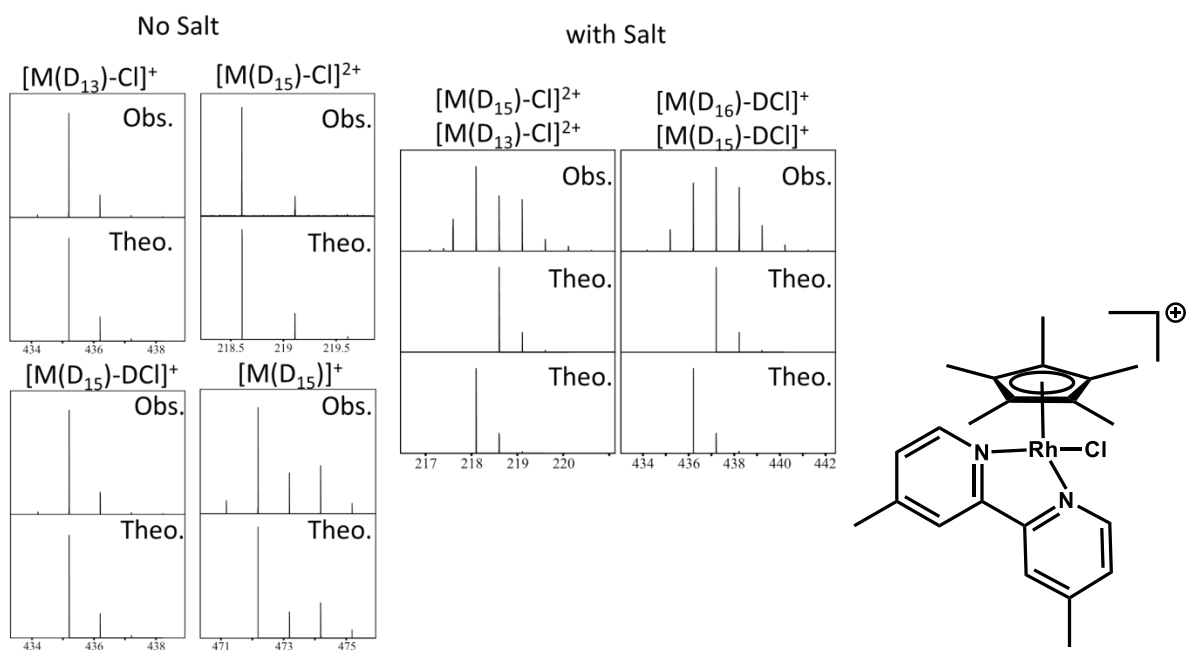 No Salt
with Salt
[M(D₁₃)-Cl]⁺
[M(D₁₅)-Cl]²⁺
Obs.
Obs.
Theo.
Theo.
434 436 438
218.5 219 219.5
[M(D₁₅)-DCl]⁺
[M(D₁₅)]⁺
Obs.
Obs.
Theo.
Theo.
434 436 438
471 473 475
[M(D₁₅)-Cl]²⁺
[M(D₁₃)-Cl]²⁺
[M(D₁₆)-DCl]⁺
[M(D₁₅)-DCl]⁺
Obs.
Obs.
Theo.
Theo.
Theo.
Theo.
217 218 219 220
434 436 438 440 442
⊕
N
Rh
Cl
N